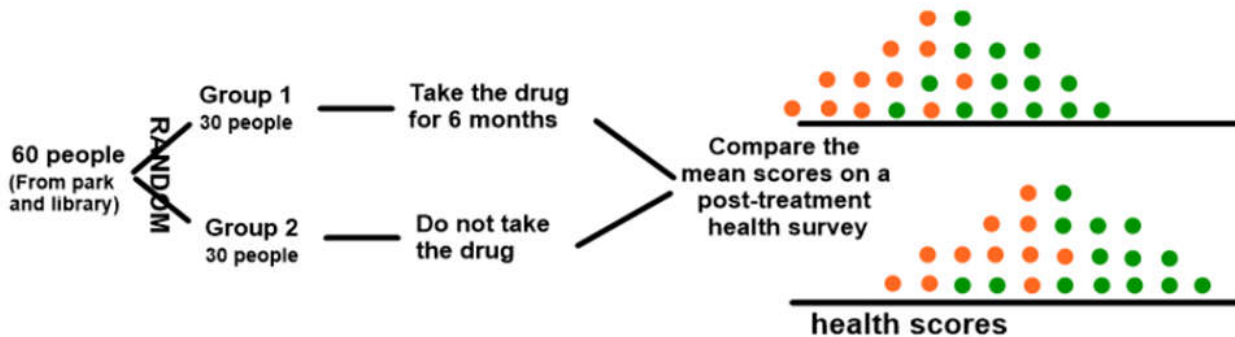 60 people
(From park
and library)
RANDOM
Group 1
30 people
Take the drug
for 6 months
Group 2
30 people
Do not take
the drug
Compare the
mean scores on a
post-treatment
health survey
health scores